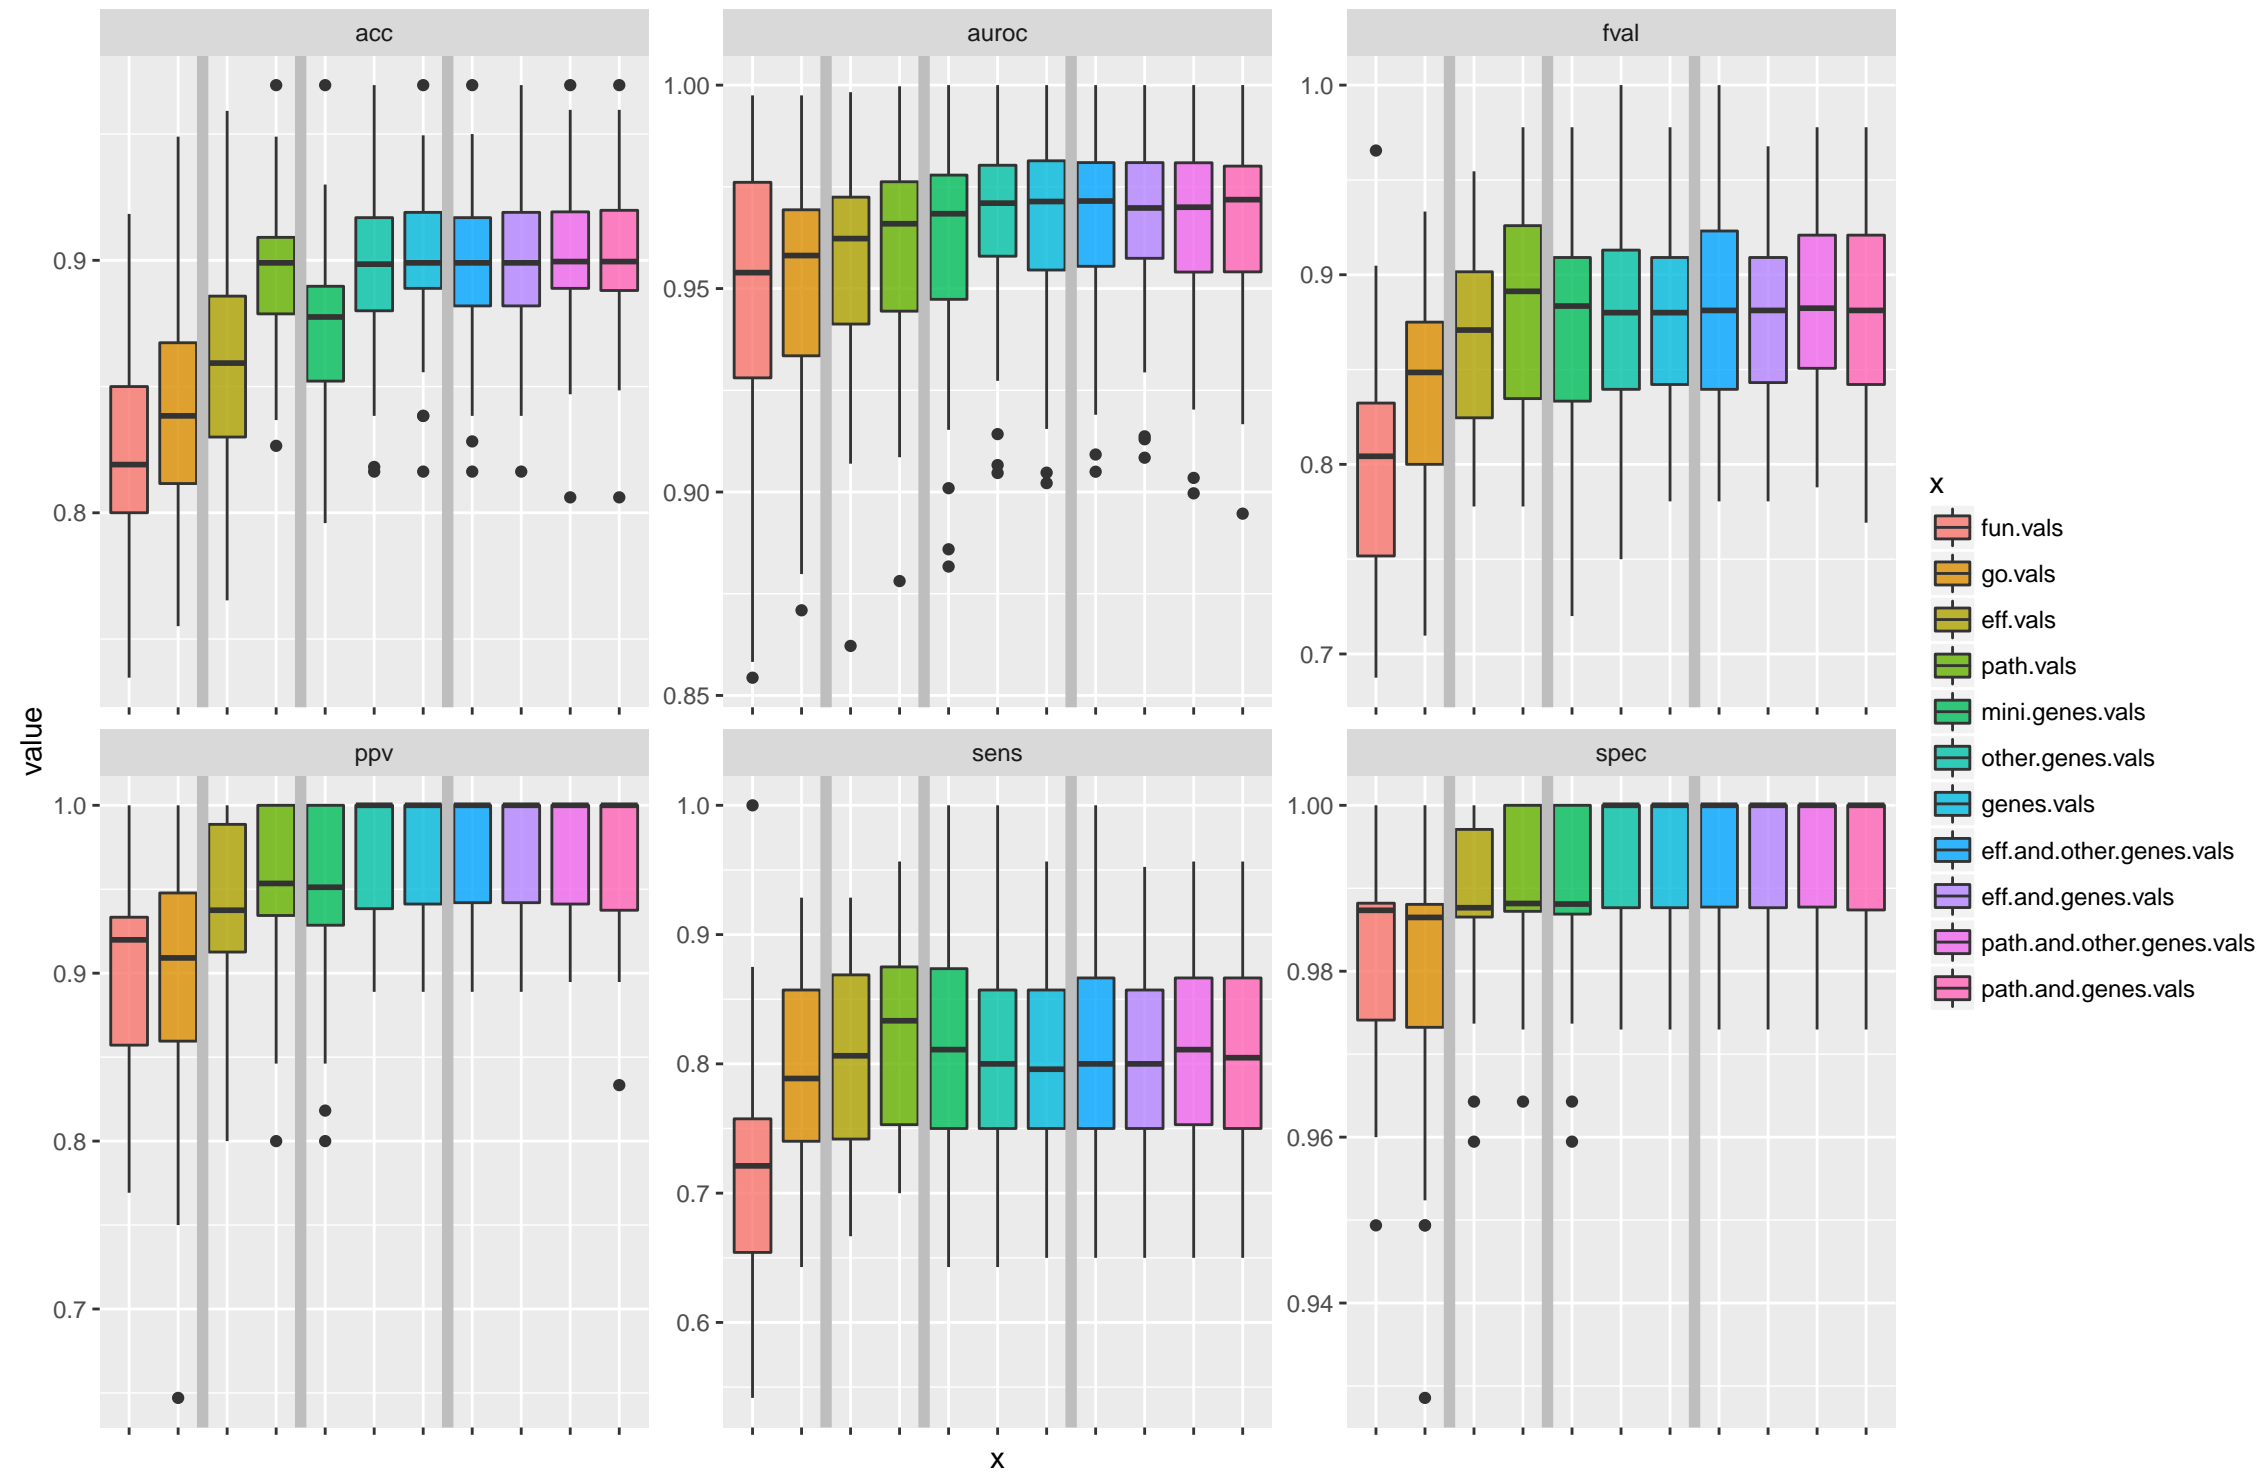 acc
auroc
fval
0.9
0.8
1.00
0.95
0.90
0.85
1.0
0.9
0.8
0.7
value
ppv
sens
spec
1.0
0.9
0.8
0.7
1.0
0.9
0.8
0.7
0.6
1.00
0.98
0.96
0.94
x
x
fun.vals
go.vals
eff.vals
path.vals
mini.genes.vals
other.genes.vals
genes.vals
eff.and.other.genes.vals
eff.and.genes.vals
path.and.other.genes.vals
path.and.genes.vals